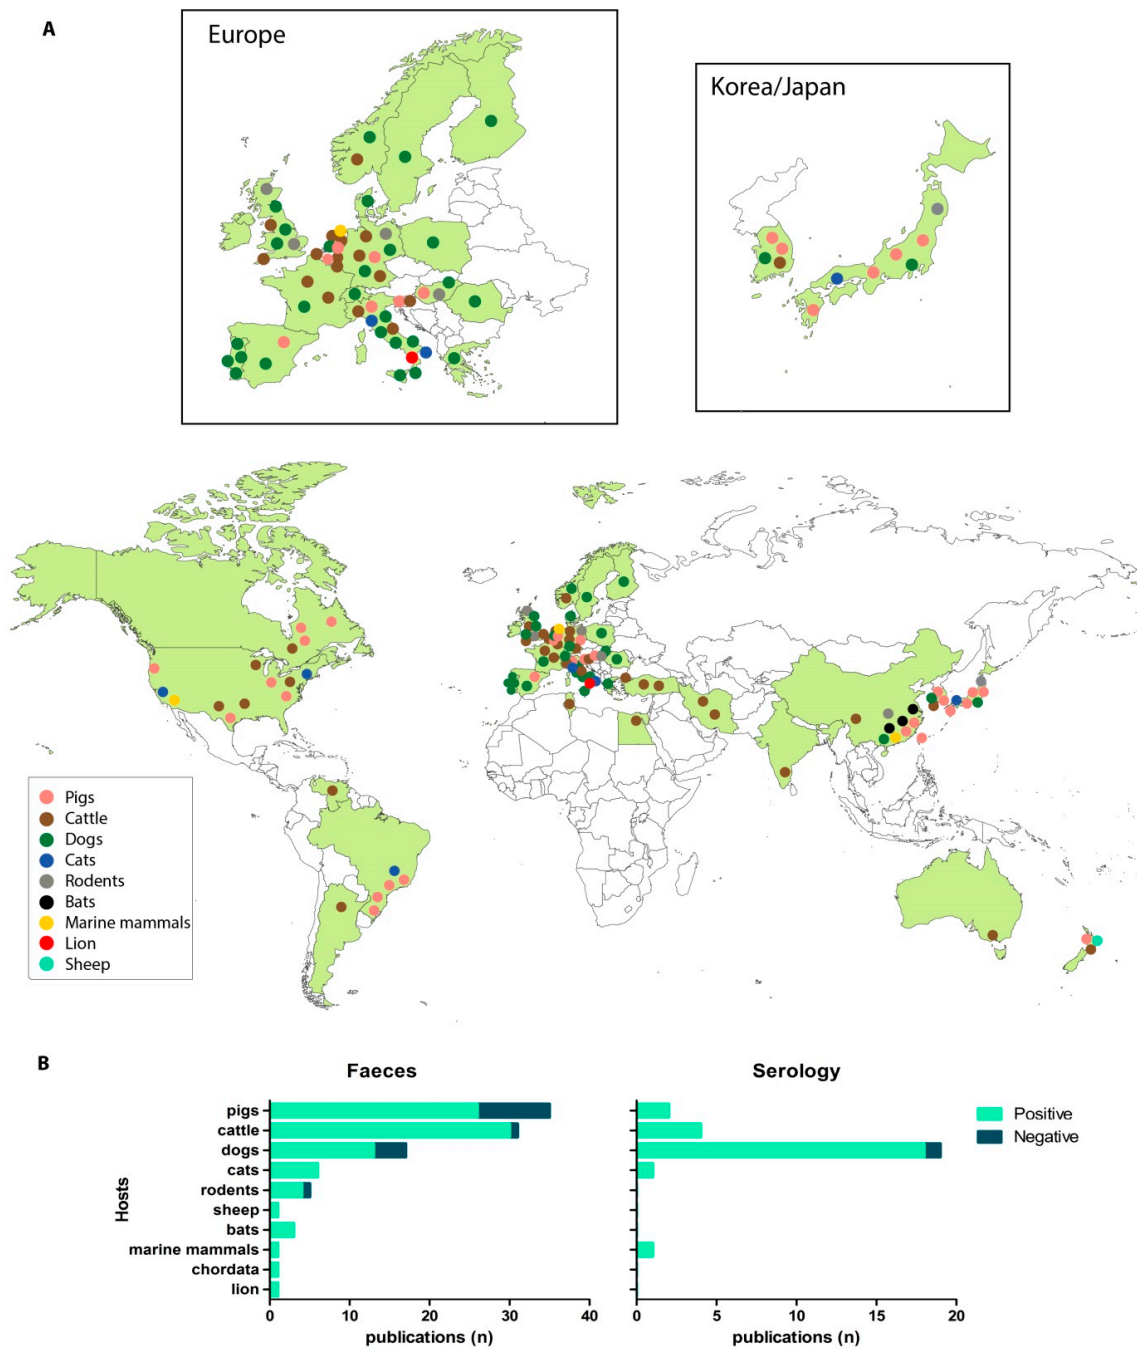 A
Europe
Korea/Japan
Pigs
Cattle
Dogs
Cats
Rodents
Bats
Marine mammals
Lion
Sheep
B
Faeces
Serology
Hosts
pigs
cattle
dogs
cats
rodents
sheep
bats
marine mammals
chordata
lion
Positive
Negative
0 10 20 30 40
0 5 10 15 20
publications (n)
publications (n)